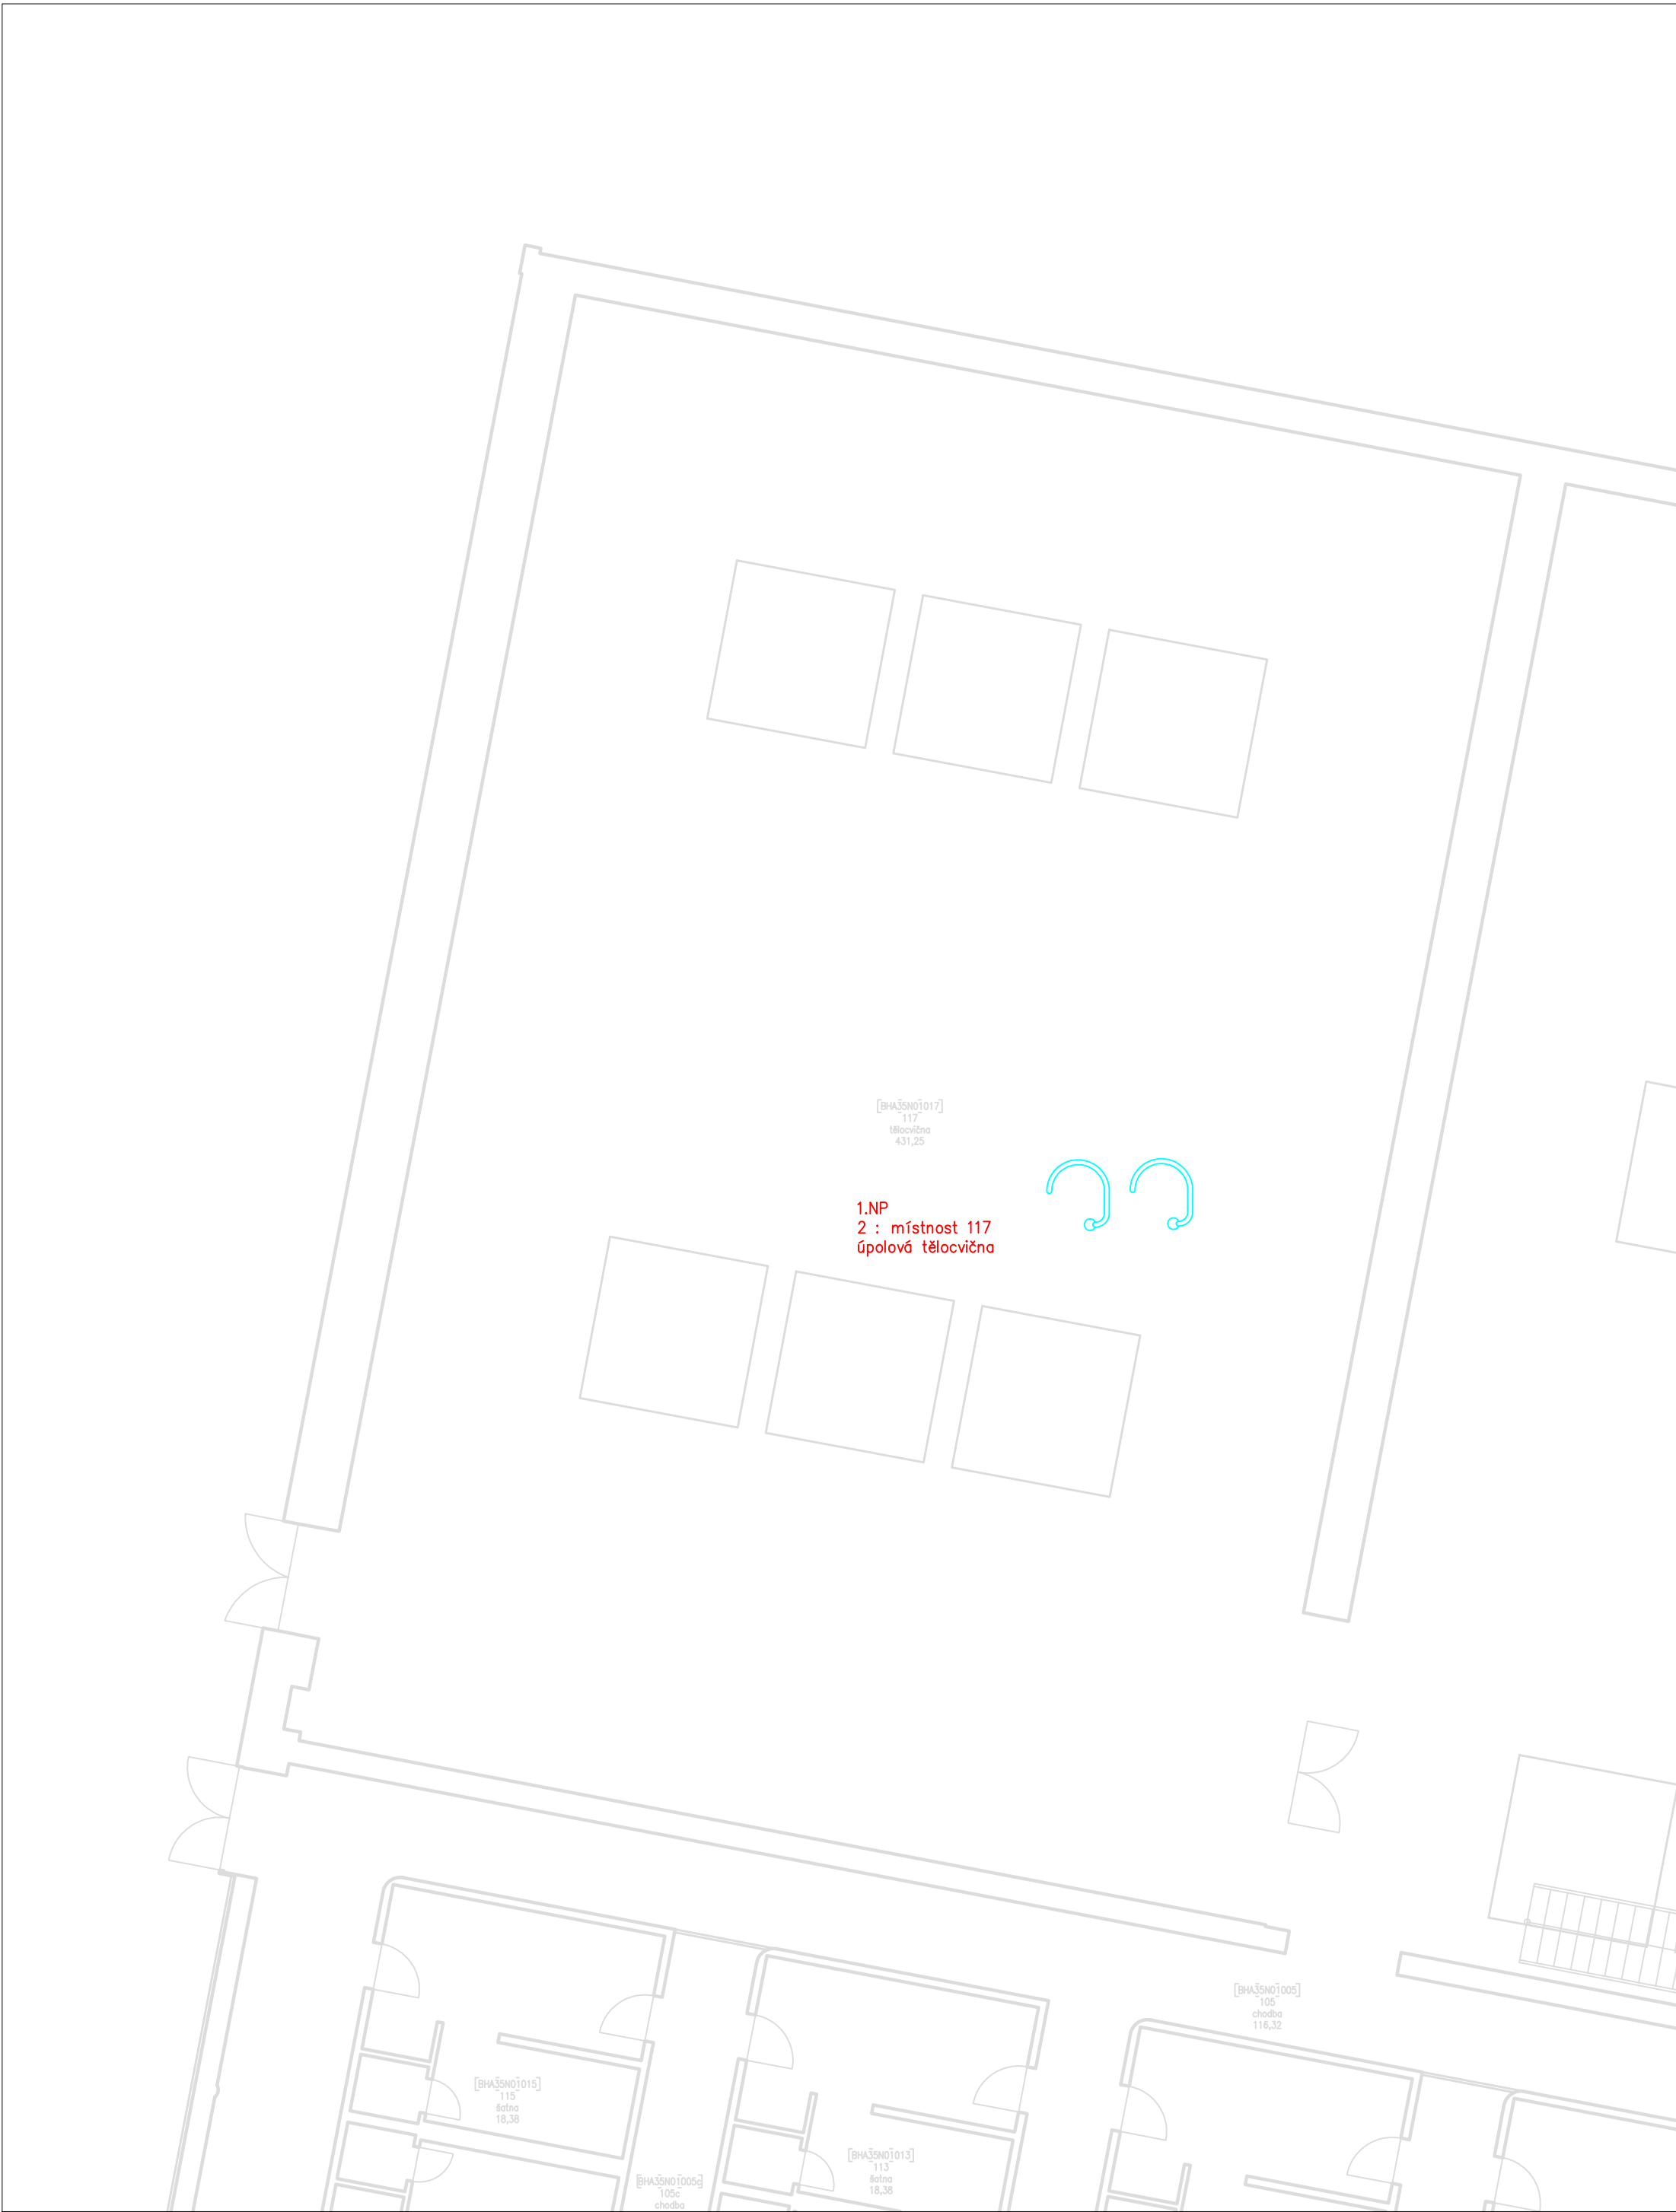 [BHA35N01017]
117
tělocvična
431,25
1.NP
2 : místnost 117
úpolová tělocvična
[BHA35N01005]
105
chodba
116,32
[BHA35N01015]
115
šatna
18,38
[BHA35N01013]
113
šatna
18,38
[BHA35N01005c]
105c
chodba